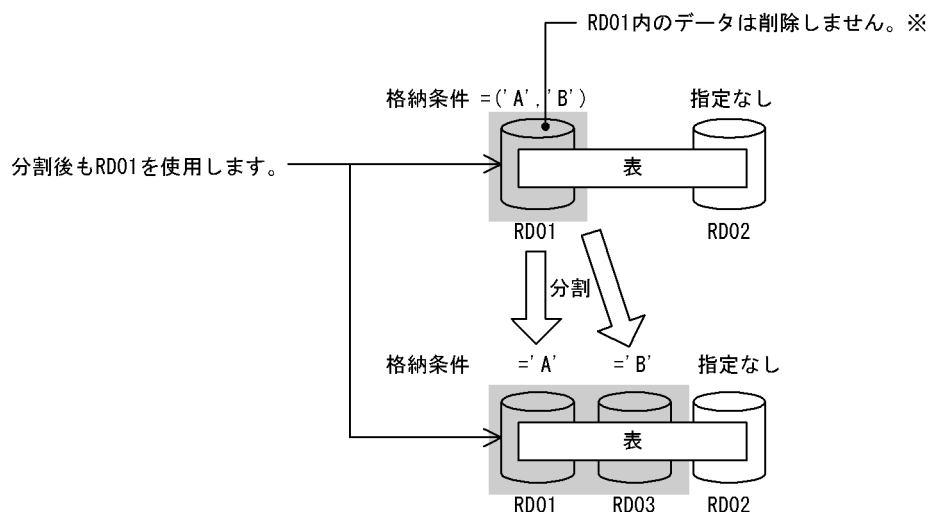 RD01内のデータは削除しません。※
格納条件 =('A','B')
指定なし
分割後もRD01を使用します。
表
RD01
RD02
分割
格納条件
='A'
='B'
指定なし
表
RD01
RD03
RD02